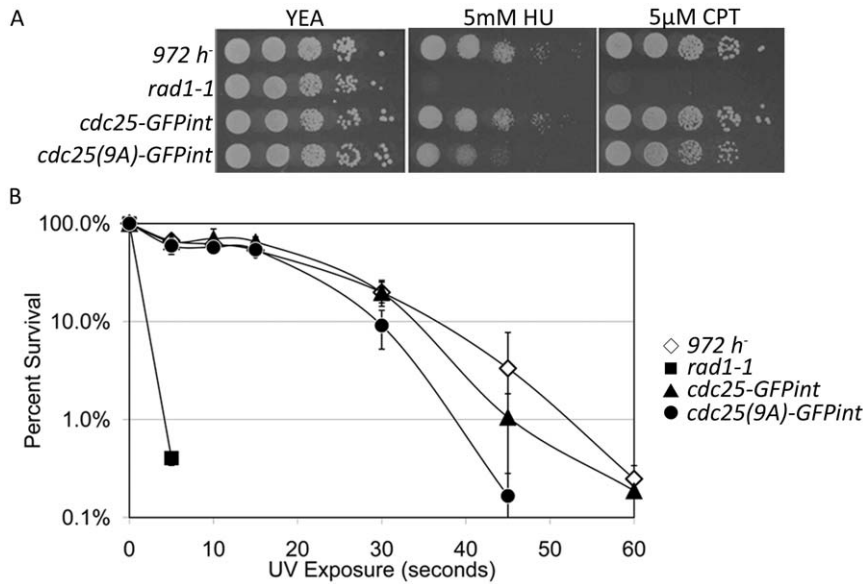 A
YEA
5mM HU
5µM CPT
972 h-
rad1-1
cdc25-GFPint
cdc25(9A)-GFPint
B
Percent Survival
100.0%
10.0%
1.0%
0.1%
0
10
20
30
40
50
60
UV Exposure (seconds)
972 h-
rad1-1
cdc25-GFPint
cdc25(9A)-GFPint